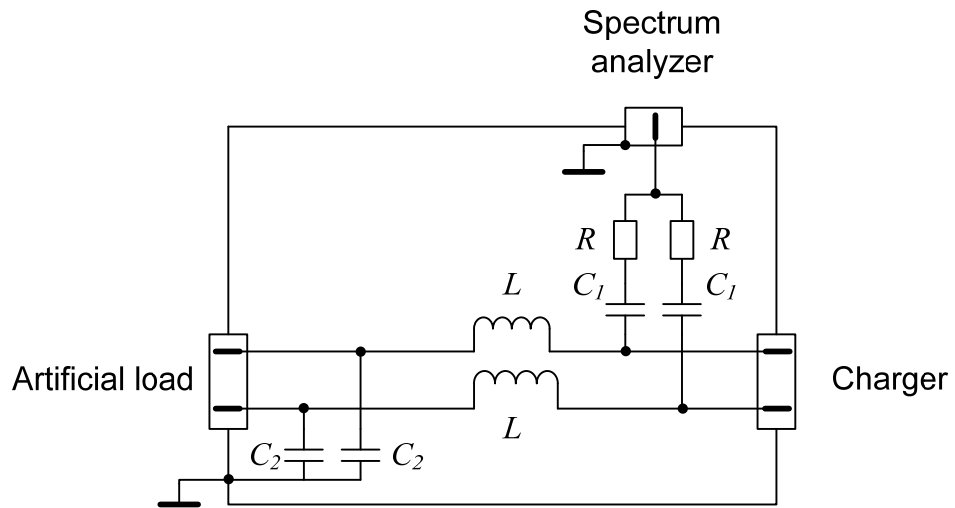 Spectrum
analyzer
R R
C1 C1
L
Artificial load
Charger
L
C2 C2